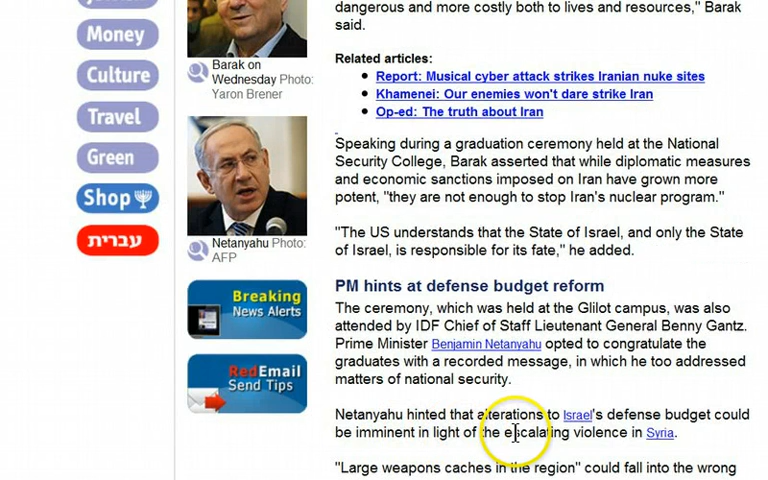 Money
Culture
Travel
Green
Shop
עברית
Barak on
Wednesday Photo:
Yaron Brener
Netanyahu Photo:
AFP
Breaking
News Alerts
RedEmail
Send Tips
dangerous and more costly both to lives and resources," Barak
said.
Related articles:
Report: Musical cyber attack strikes Iranian nuke sites
Khamenei: Our enemies won't dare strike Iran
Op-ed: The truth about Iran
Speaking during a graduation ceremony held at the National
Security College, Barak asserted that while diplomatic measures
and economic sanctions imposed on Iran have grown more
potent, "they are not enough to stop Iran's nuclear program."
"The US understands that the State of Israel, and only the State
of Israel, is responsible for its fate," he added.
PM hints at defense budget reform
The ceremony, which was held at the Glilot campus, was also
attended by IDF Chief of Staff Lieutenant General Benny Gantz.
Prime Minister Benjamin Netanyahu opted to congratulate the
graduates with a recorded message, in which he too addressed
matters of national security.
Netanyahu hinted that alterations to Israel's defense budget could
be imminent in light of the escalating violence in Syria.
"Large weapons caches in the region" could fall into the wrong